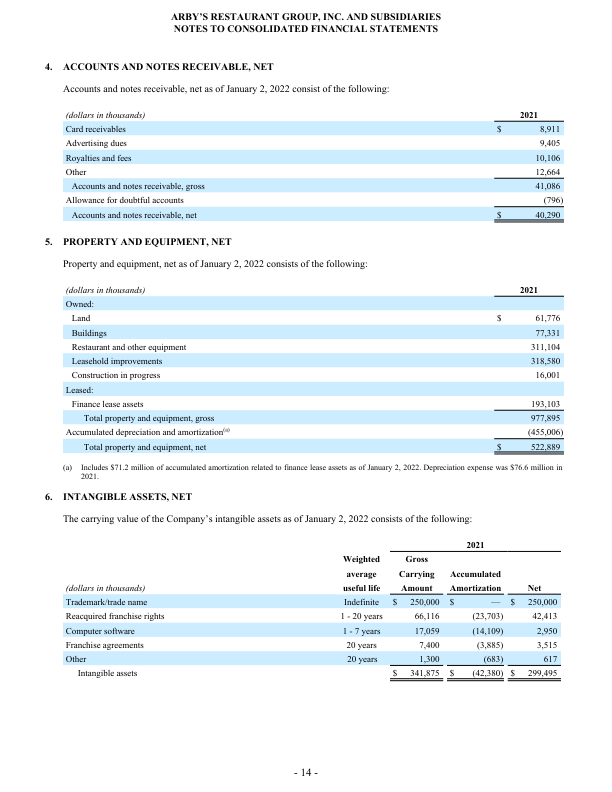 ARBY'S RESTAURANT GROUP, INC. AND SUBSIDIARIES
NOTES TO CONSOLIDATED FINANCIAL STATEMENTS
4. ACCOUNTS AND NOTES RECEIVABLE, NET
Accounts and notes receivable, net as of January 2, 2022 consist of the following:
(dollars in thousands) 2021
Card receivables $ 8,911
Advertising dues 9,405
Royalties and fees 10,106
Other 12,664
Accounts and notes receivable, gross 41,086
Allowance for doubtful accounts (796)
Accounts and notes receivable, net $ 40,290
5. PROPERTY AND EQUIPMENT, NET
Property and equipment, net as of January 2, 2022 consists of the following:
(dollars in thousands) 2021
Owned:
Land $ 61,776
Buildings 77,331
Restaurant and other equipment 311,104
Leasehold improvements 318,580
Construction in progress 16,001
Leased:
Finance lease assets 193,103
Total property and equipment, gross 977,895
Accumulated depreciation and amortization(a) (455,006)
Total property and equipment, net $ 522,889
(a) Includes $71.2 million of accumulated amortization related to finance lease assets as of January 2, 2022. Depreciation expense was $76.6 million in
2021.
6. INTANGIBLE ASSETS, NET
The carrying value of the Company's intangible assets as of January 2, 2022 consists of the following:
2021
Weighted Gross
average Carrying Accumulated
(dollars in thousands) useful life Amount Amortization Net
Trademark/trade name Indefinite $ 250,000 $ — $ 250,000
Reacquired franchise rights 1 - 20 years 66,116 (23,703) 42,413
Computer software 1 - 7 years 17,059 (14,109) 2,950
Franchise agreements 20 years 7,400 (3,885) 3,515
Other 20 years 1,300 (683) 617
Intangible assets $ 341,875 $ (42,380) $ 299,495
- 14 -